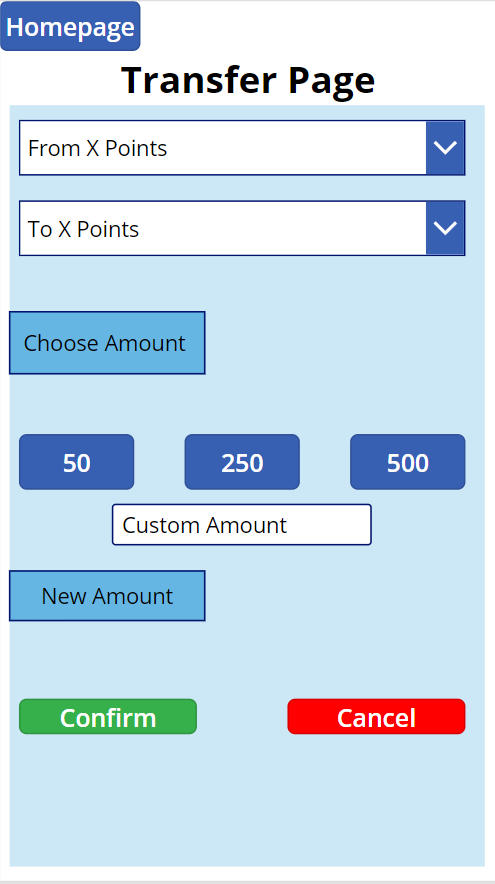 Homepage
Transfer Page
From X Points
To X Points
Choose Amount
50
250
500
Custom Amount
New Amount
Confirm
Cancel